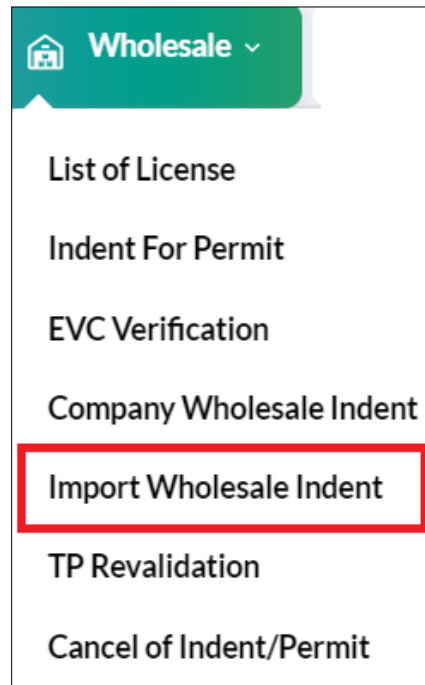 Wholesale
List of License
Indent For Permit
EVC Verification
Company Wholesale Indent
Import Wholesale Indent
TP Revalidation
Cancel of Indent/Permit